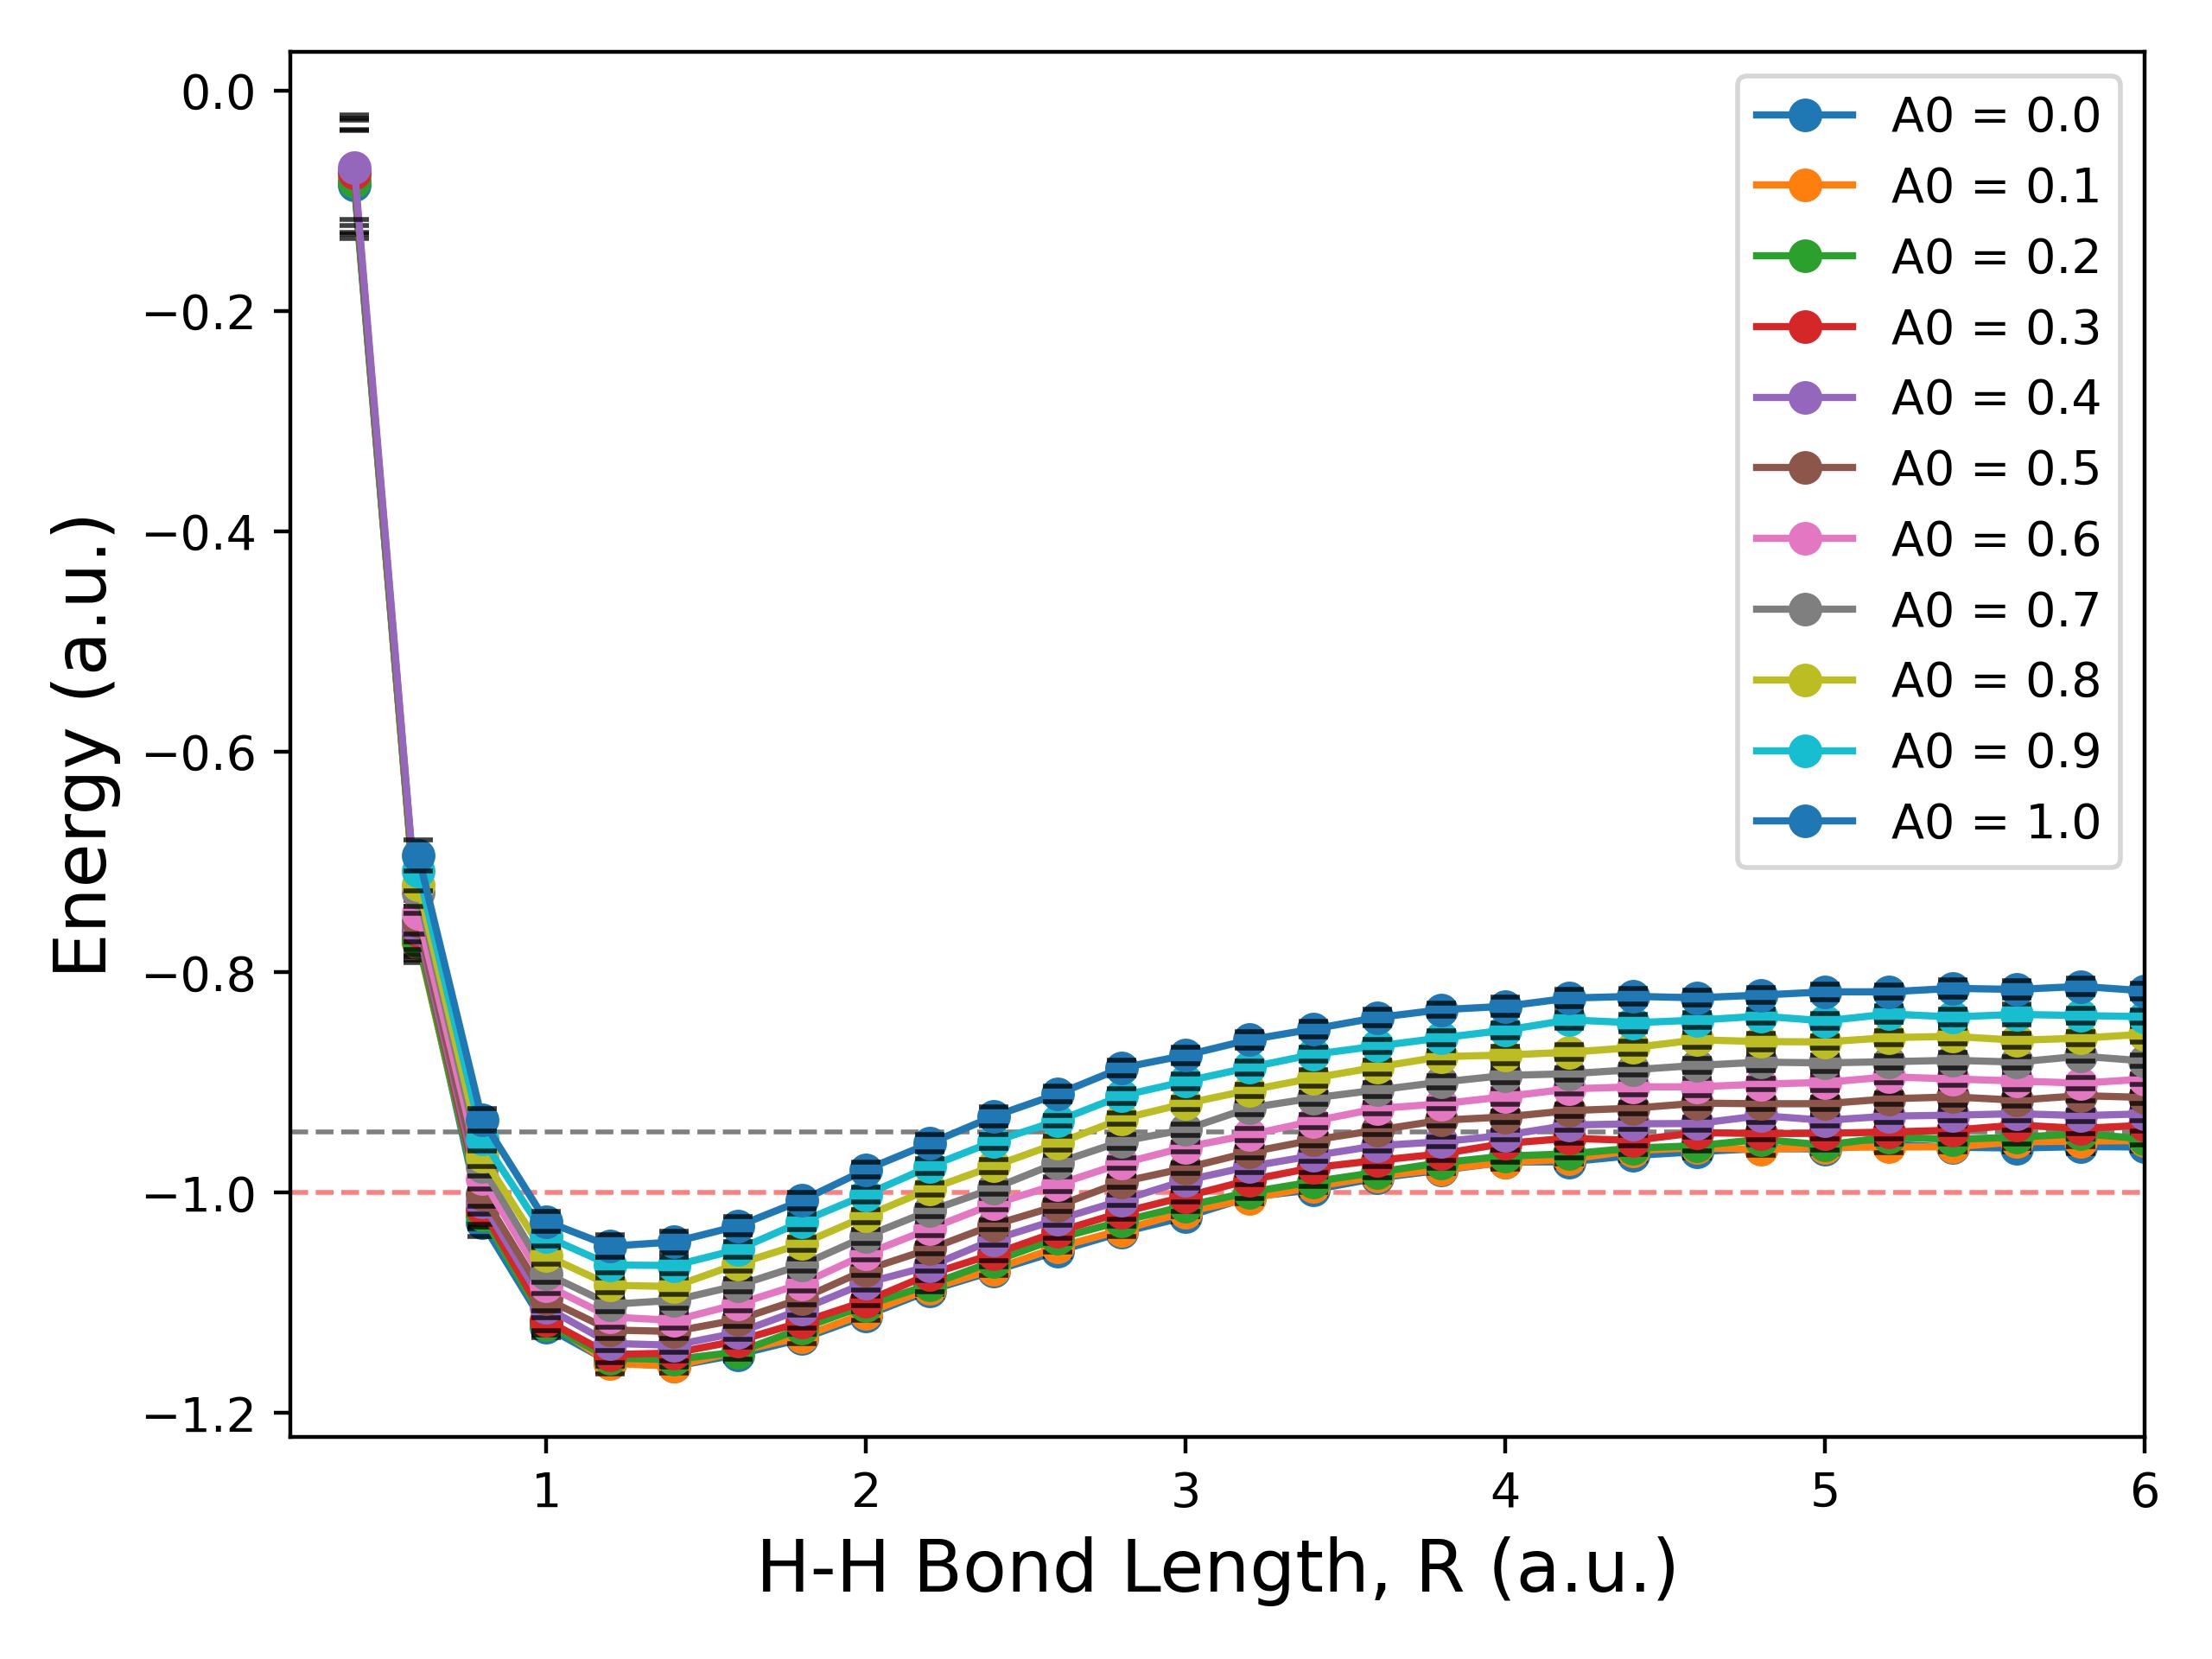 0.0
−0.2
−0.4
−0.6
−0.8
−1.0
−1.2
Energy (a.u.)
1 2 3 4 5 6
H-H Bond Length, R (a.u.)
A0 = 0.0
A0 = 0.1
A0 = 0.2
A0 = 0.3
A0 = 0.4
A0 = 0.5
A0 = 0.6
A0 = 0.7
A0 = 0.8
A0 = 0.9
A0 = 1.0